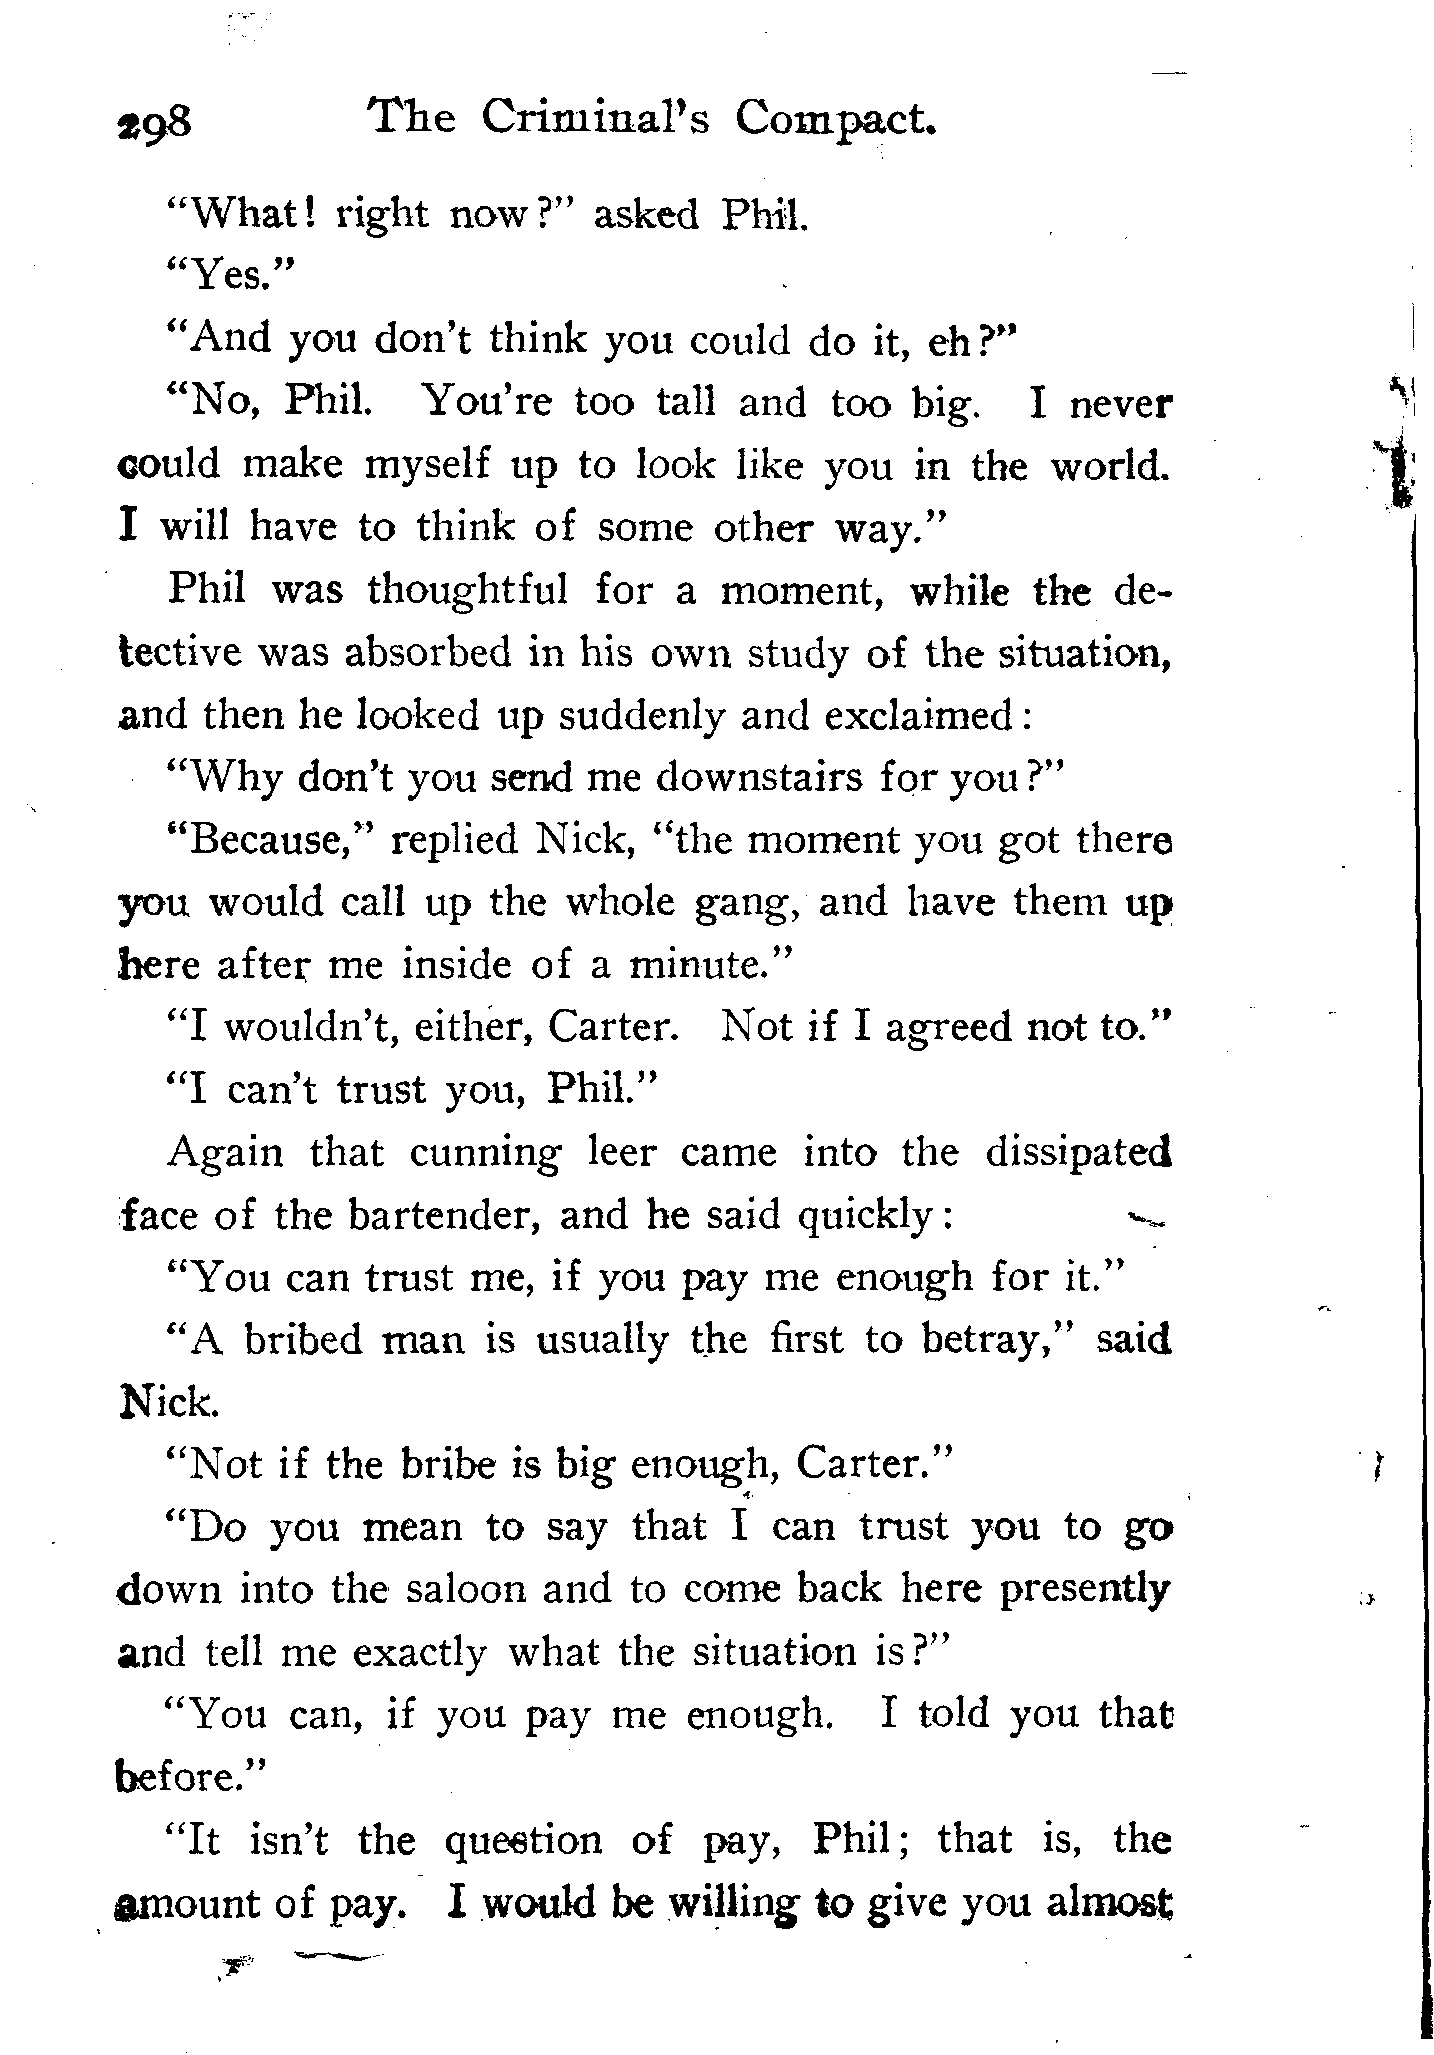 298 The Criminal's Compact.
"What! right now?" asked Phil.
"Yes."
"And you don't think you could do it, eh?"
"No, Phil. You're too tall and too big. I never
could make myself up to look like you in the world.
I will have to think of some other way."
Phil was thoughtful for a moment, while the de-
tective was absorbed in his own study of the situation,
and then he looked up suddenly and exclaimed:
"Why don't you send me downstairs for you?"
"Because," replied Nick, "the moment you got there
you would call up the whole gang, and have them up
here after me inside of a minute."
"I wouldn't, either, Carter. Not if I agreed not to."
"I can't trust you, Phil."
Again that cunning leer came into the dissipated
face of the bartender, and he said quickly:
"You can trust me, if you pay me enough for it."
"A bribed man is usually the first to betray," said
Nick.
"Not if the bribe is big enough, Carter."
"Do you mean to say that I can trust you to go
down into the saloon and to come back here presently
and tell me exactly what the situation is?"
"You can, if you pay me enough. I told you that
before."
"It isn't the question of pay, Phil; that is, the
amount of pay. I would be willing to give you almost